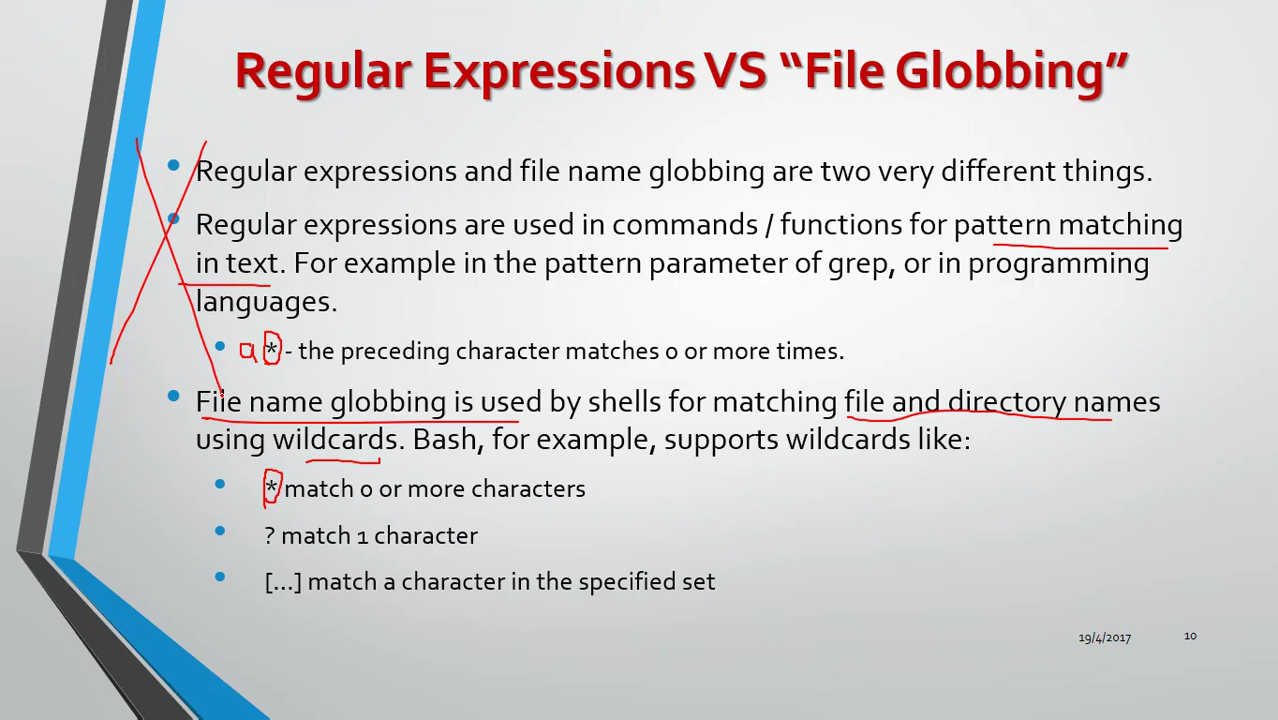 Regular Expressions VS “File Globbing”
Regular expressions and file name globbing are two very different things.
Regular expressions are used in commands / functions for pattern matching
in text. For example in the pattern parameter of grep, or in programming
languages.
a * - the preceding character matches 0 or more times.
File name globbing is used by shells for matching file and directory names
using wildcards. Bash, for example, supports wildcards like:
* match 0 or more characters
? match 1 character
[...] match a character in the specified set
19/4/2017 10